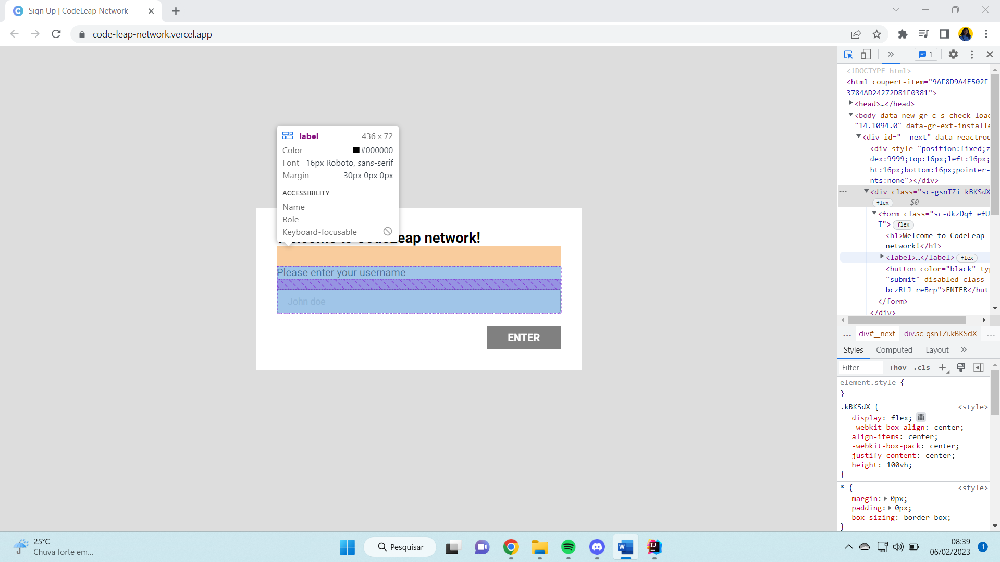 Sign Up | CodeLeap Network
code-leap-network.vercel.app
1
<!DOCTYPE html>
<html coupert-item="9AF8D9A4E502F
3784AD24272D81F0381">
<head>…</head>
<body data-new-gr-c-s-check-loa
"14.1094.0" data-gr-ext-installe
<div id="__next" data-reactroo
<div style="position:fixed;z
dex:9999;top:16px;left:16px;
ht:16px;bottom:16px;pointer-
nts:none"></div>
<div class="sc-gsnTZi kBKSdX
flex == $0
<form class="sc-dkzDqf efU
T"> flex
<h1>Welcome to CodeLeap
network!</h1>
<label>…</label> flex
<button color="black" typ
"submit" disabled class=
bczRLJ reBrp">ENTER</but
</form>
</div>
... div#__next div.sc-gsnTZi.kBKSdX ...
Styles Computed Layout
Filter :hov .cls
element.style {
}
.kBKSdX { <style>
display: flex;
-webkit-box-align: center;
align-items: center;
-webkit-box-pack: center;
justify-content: center;
height: 100vh;
}
* { <style>
margin: 0px;
padding: 0px;
box-sizing: border-box;
}
label 436 × 72
Color #000000
Font 16px Roboto, sans-serif
Margin 30px 0px 0px
ACCESSIBILITY
Name
Role
Keyboard-focusable
network!
Please enter your username
John doe
ENTER
25°C
Chuva forte em...
Pesquisar
W
IJ
08:39
06/02/2023
1